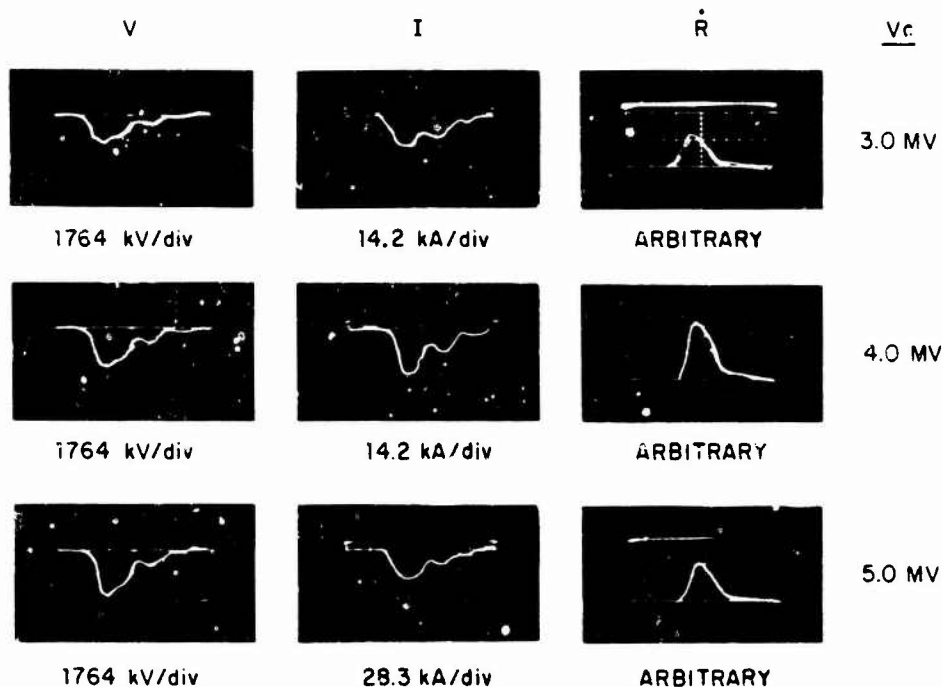 V I Ṙ Vc
3.0 MV
1764 kV/div 14.2 kA/div ARBITRARY
4.0 MV
1764 kV/div 14.2 kA/div ARBITRARY
5.0 MV
1764 kV/div 28.3 kA/div ARBITRARY